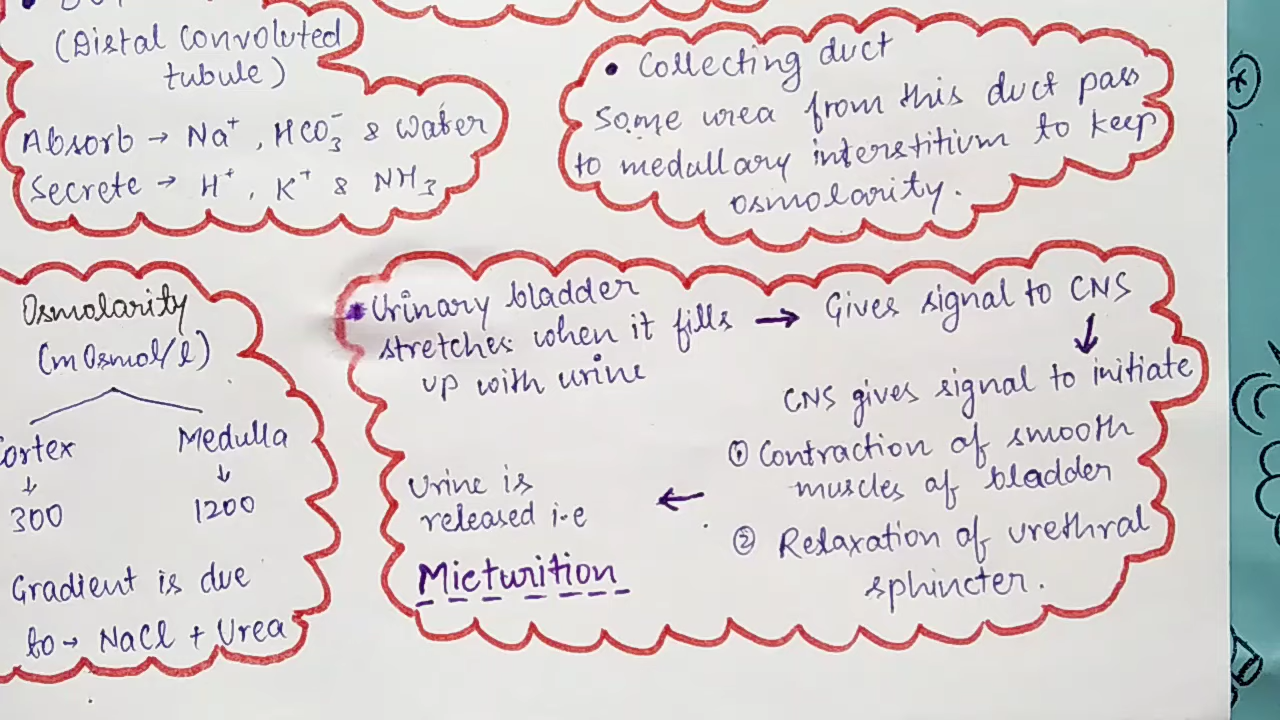 (Distal convoluted
tubule)
Absorb → Na⁺, HCO₃⁻ & water
Secrete → H⁺, K⁺ & NH₃
• Collecting duct
Some urea from this duct pass
to medullary interstitium to keep
osmolarity.
Osmolarity
(mosmol/l)
Cortex Medulla
↓ ↓
300 1200
Gradient is due
to → NaCl + Urea
* Urinary bladder
stretches when it fills
up with urine
→ Gives signal to CNS
↓
CNS gives signal to initiate
① Contraction of smooth
muscles of bladder
② Relaxation of urethral
sphincter.
←
Urine is
released i.e
Micturition